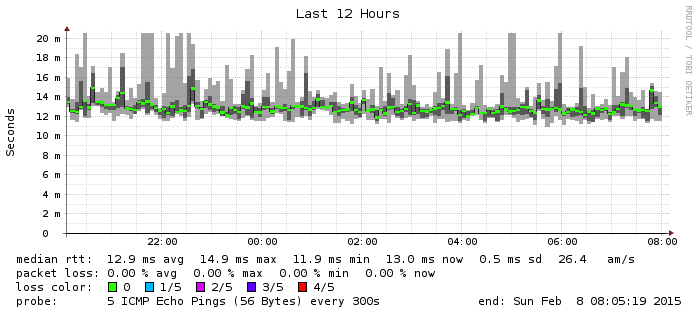 Last 12 Hours
RRDTOOL / TOBI OETIKER
Seconds
20 m
18 m
16 m
14 m
12 m
10 m
8 m
6 m
4 m
2 m
0
22:00 00:00 02:00 04:00 06:00 08:00
median rtt: 12.9 ms avg 14.9 ms max 11.9 ms min 13.0 ms now 0.5 ms sd 26.4 am/s
packet loss: 0.00 % avg 0.00 % max 0.00 % min 0.00 % now
loss color: 0 1/5 2/5 3/5 4/5
probe: 5 ICMP Echo Pings (56 Bytes) every 300s end: Sun Feb 8 08:05:19 2015